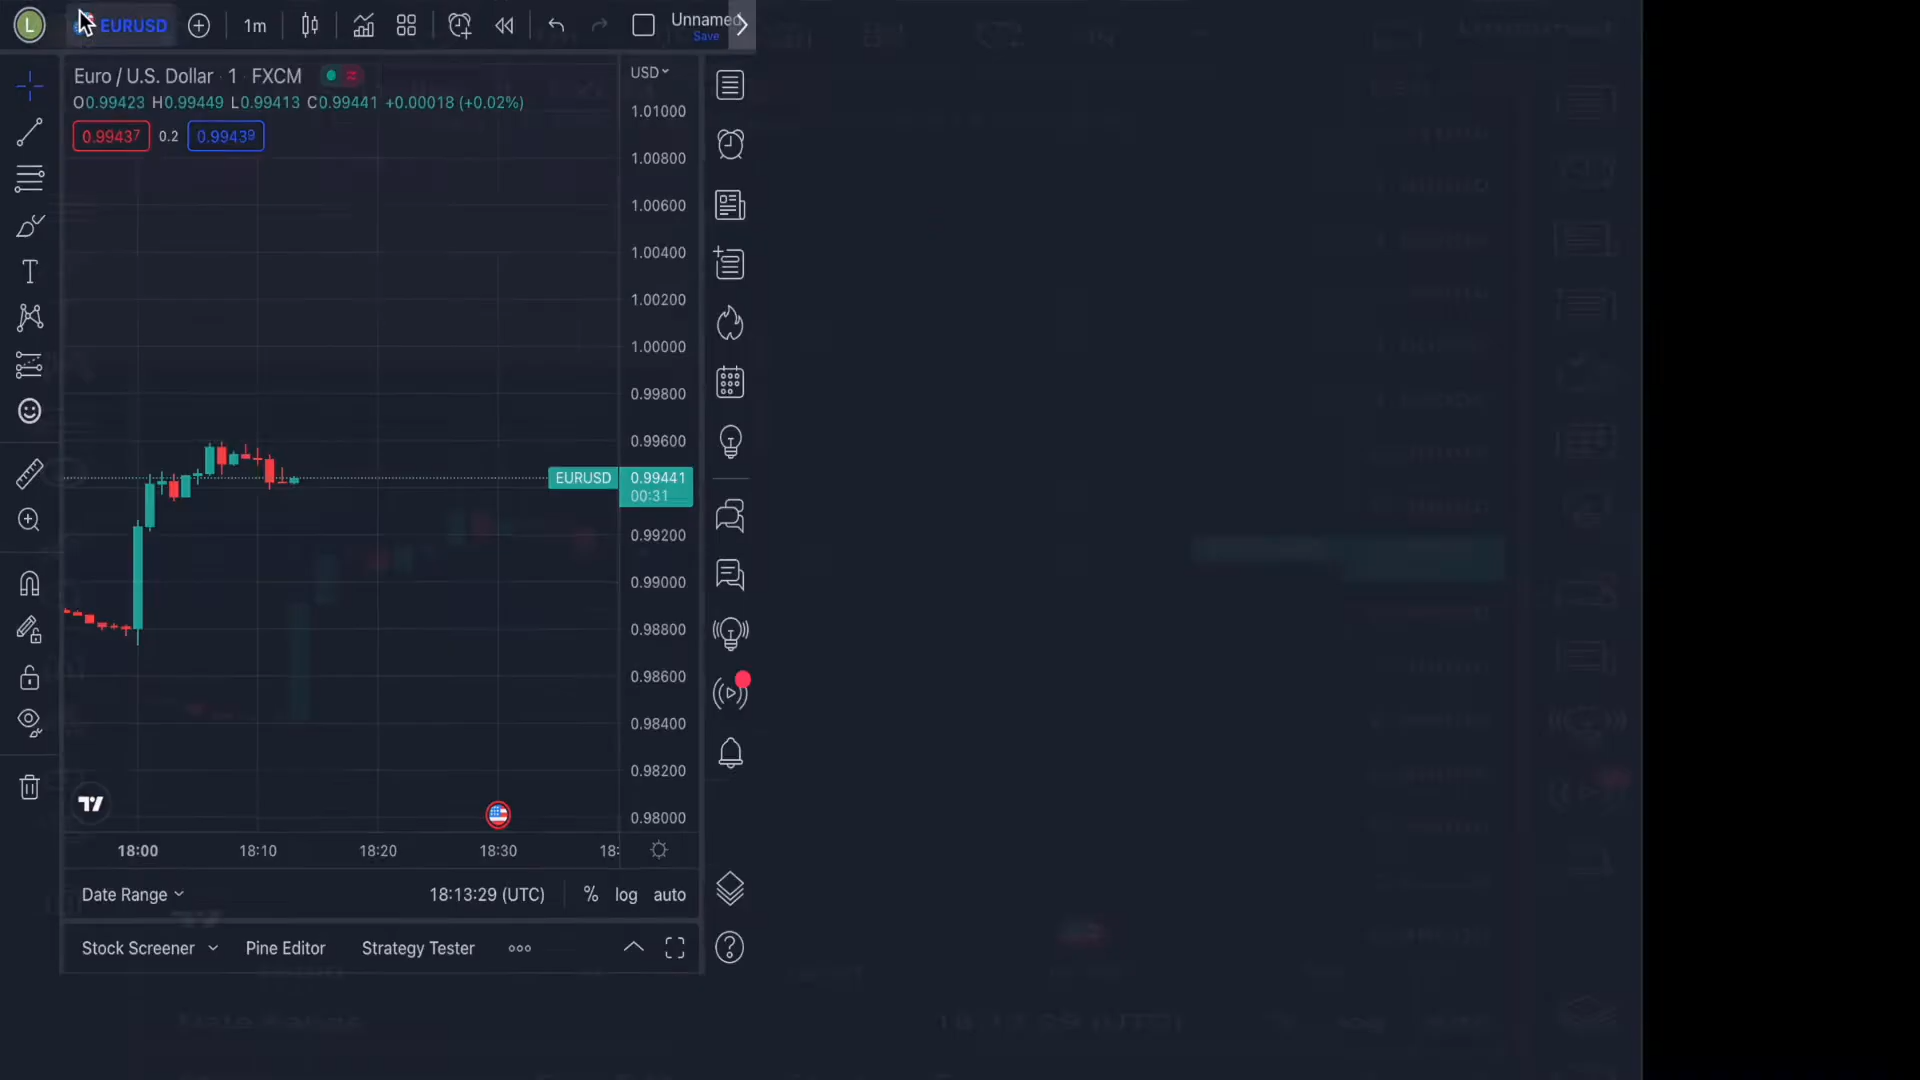 L EURUSD 1m Unnamed
Save
Euro / U.S. Dollar · 1 · FXCM
USD
O0.99423 H0.99449 L0.99413 C0.99441 +0.00018 (+0.02%)
0.99437 0.2 0.99439
1.01000
1.00800
1.00600
1.00400
1.00200
1.00000
0.99800
0.99600
EURUSD 0.99441
00:31
0.99200
0.99000
0.98800
0.98600
0.98400
0.98200
0.98000
18:00 18:10 18:20 18:30 18:
Date Range 18:13:29 (UTC) % log auto
Stock Screener Pine Editor Strategy Tester